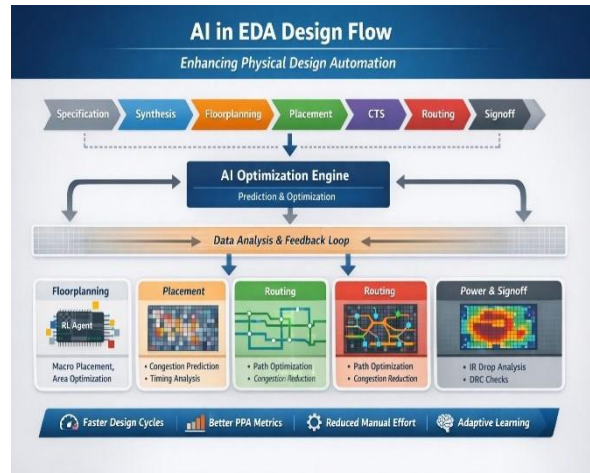 AI in EDA Design Flow
Enhancing Physical Design Automation
Specification
Synthesis
Floorplanning
Placement
CTS
Routing
Signoff
AI Optimization Engine
Prediction & Optimization
Data Analysis & Feedback Loop
Floorplanning
RL Agent
Macro Placement,
Area Optimization
Placement
• Congestion Prediction
• Timing Analysis
Routing
• Path Optimization
• Congestion Reduction
Routing
• Path Optimization
• Congestion Reduction
Power & Signoff
• IR Drop Analysis
• DRC Checks
Faster Design Cycles
Better PPA Metrics
Reduced Manual Effort
Adaptive Learning